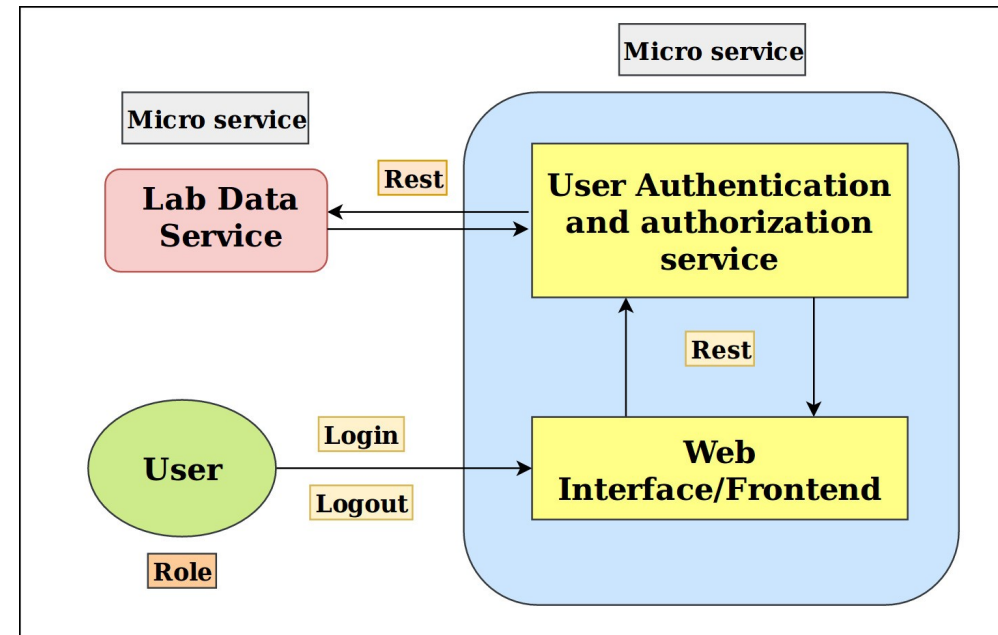 Micro service
Micro service
Lab Data
Service
Rest
User Authentication
and authorization
service
Rest
User
Login
Logout
Web
Interface/Frontend
Role